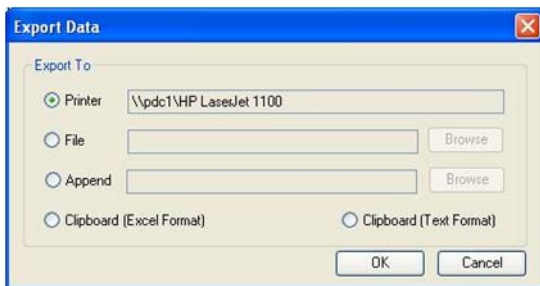 Export Data
Export To
Printer
\\pdc1\HP LaserJet 1100
File
Browse
Append
Browse
Clipboard (Excel Format)
Clipboard (Text Format)
OK
Cancel